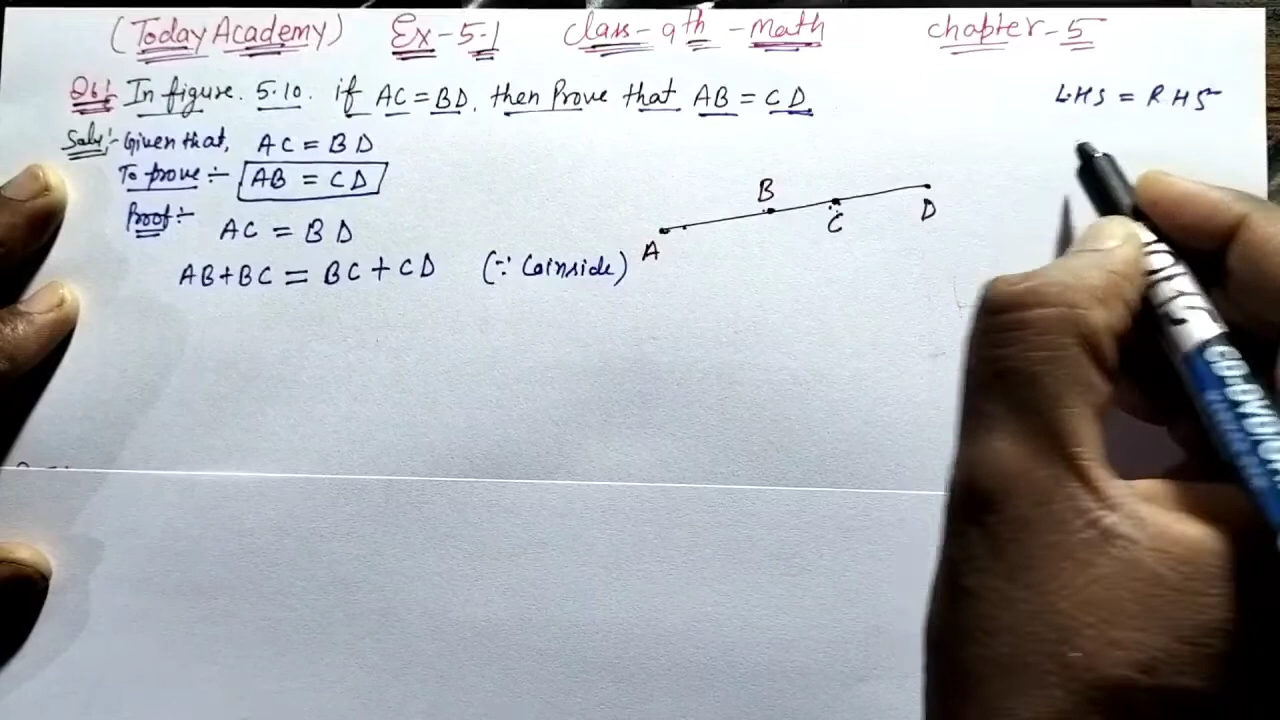 (Today Academy) Ex-5.1 Class-9th-Math Chapter-5
Q6! In figure. 5.10. if AC=BD, then Prove that AB=CD
LHS = RHS
Solu!- Given that, AC=BD
To prove:- AB = CD
Proof:- AC = BD
AB+BC = BC+CD (∵ Coinside)
A B C D